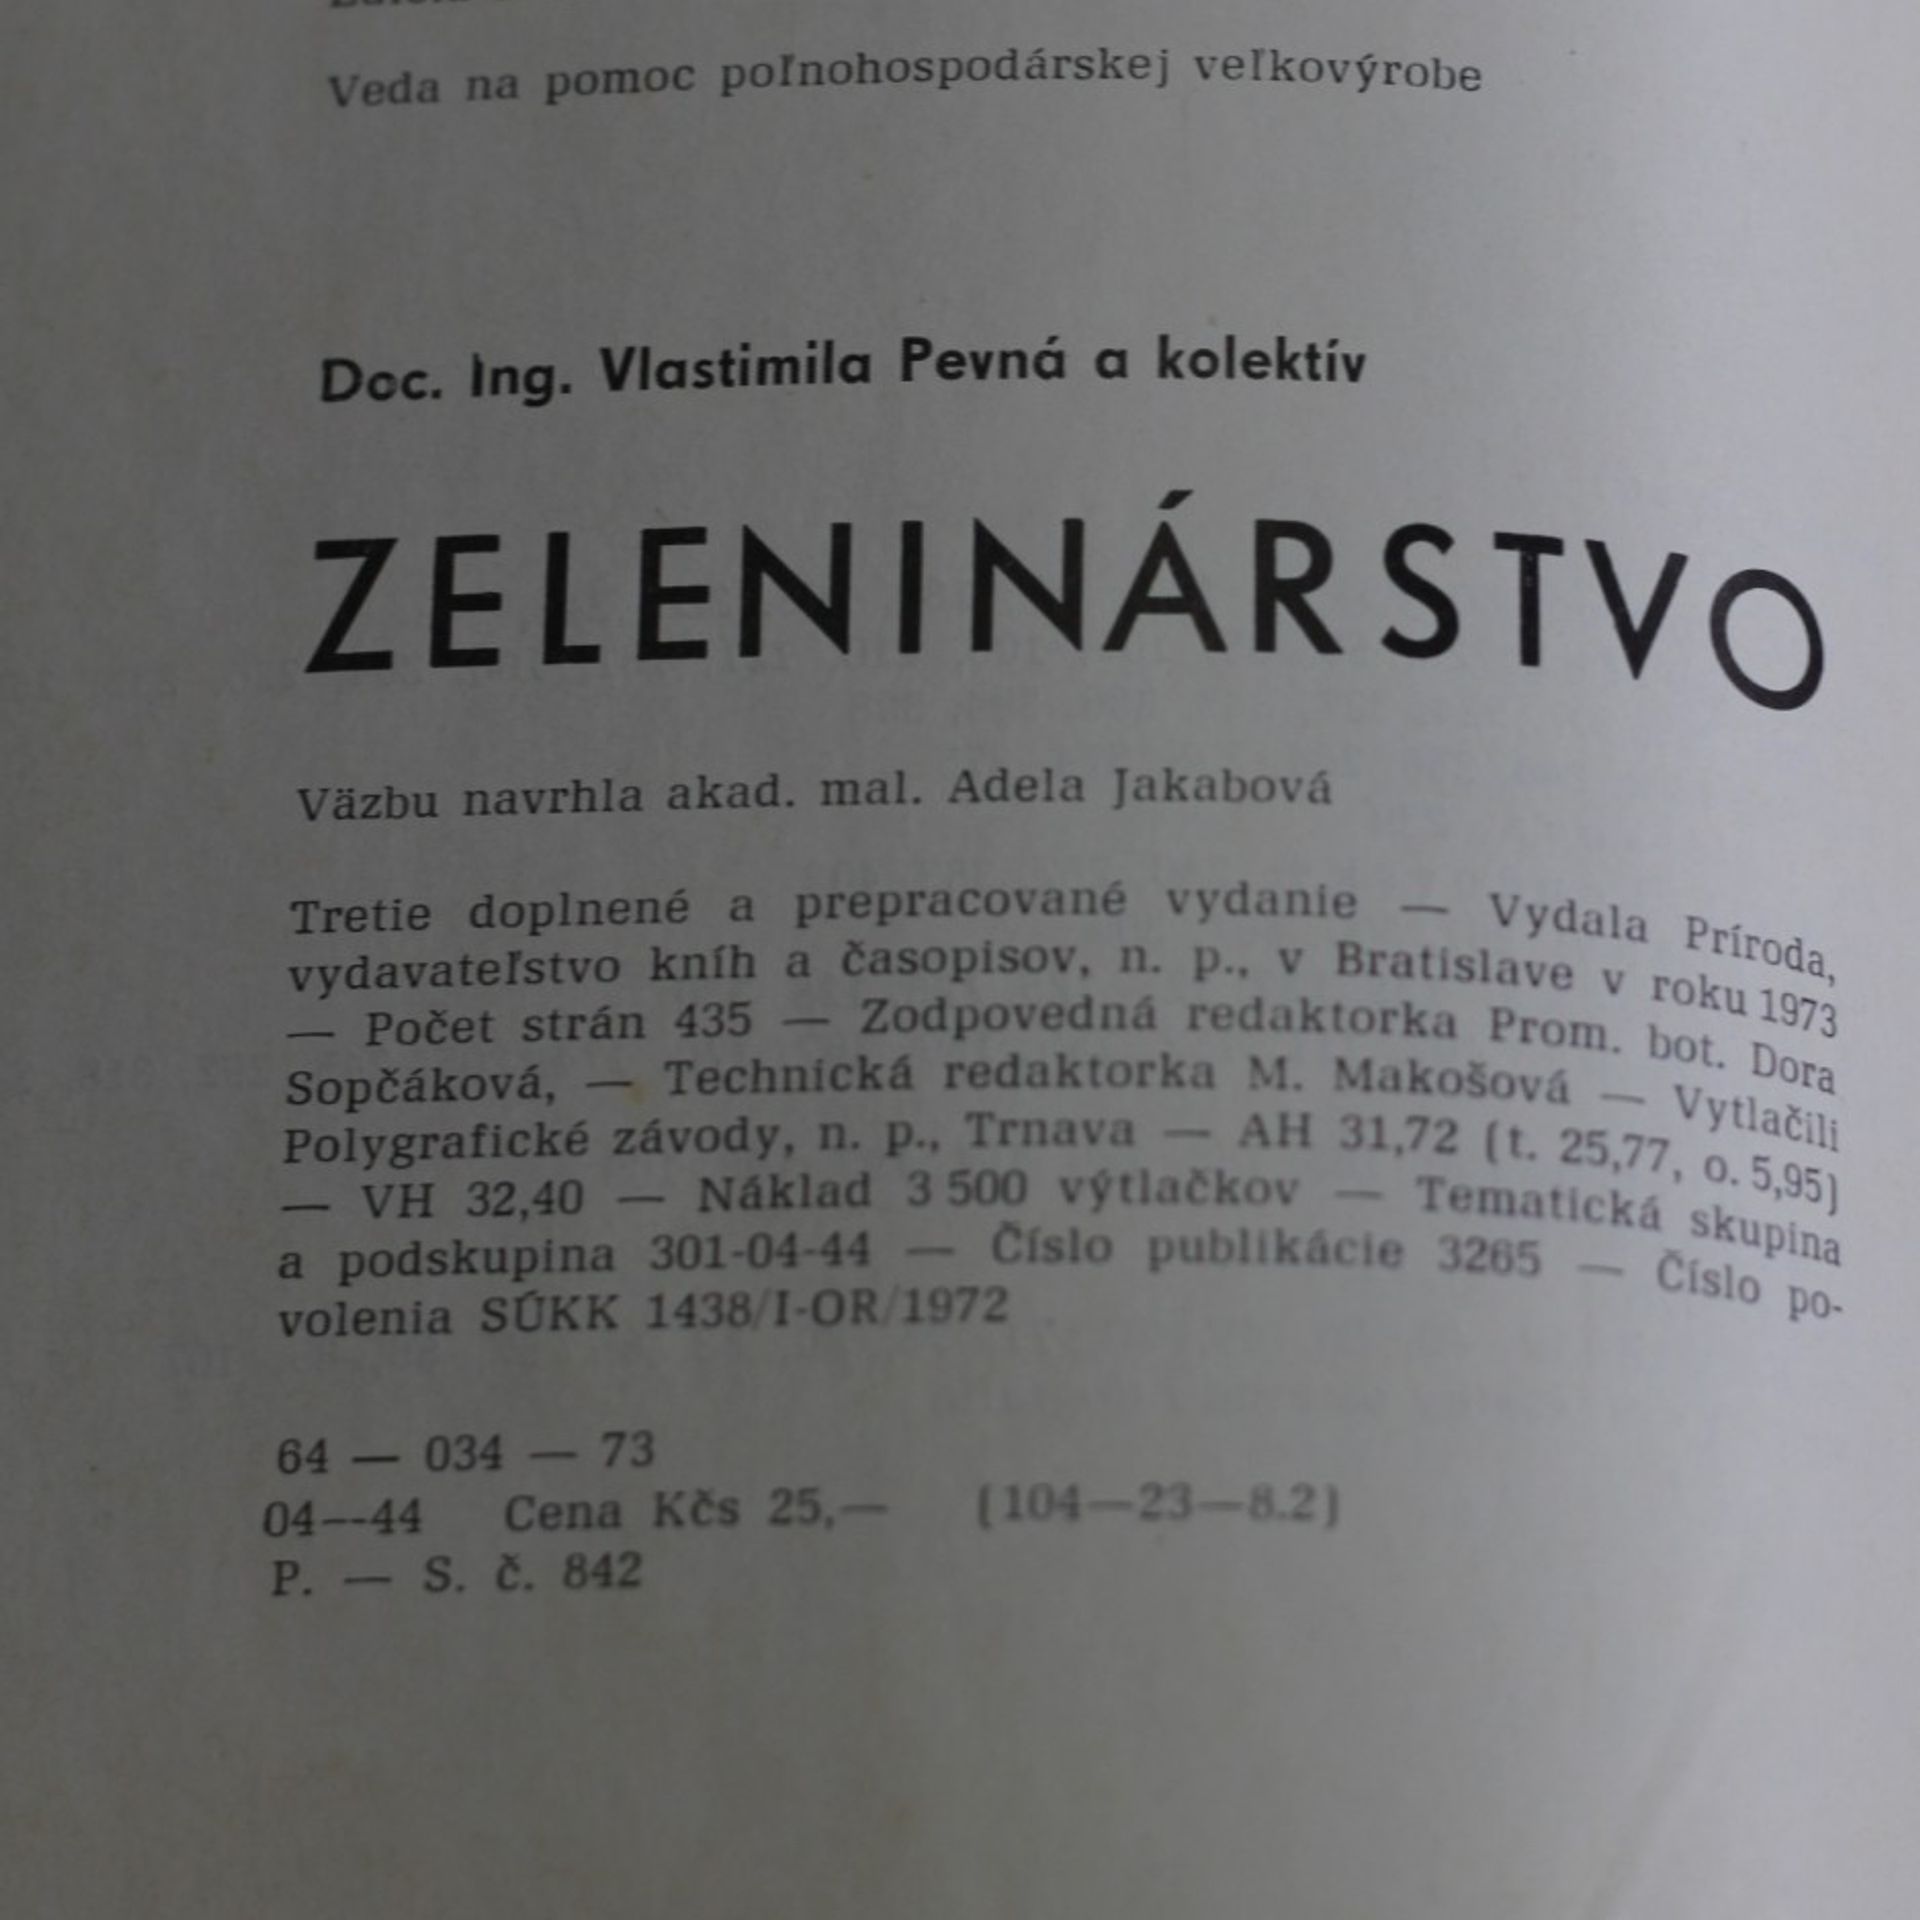 Veda na pomoc poľnohospodárskej veľkovýrobe
Doc. Ing. Vlastimila Pevná a kolektív
ZELENINÁRSTVO
Väzbu navrhla akad. mal. Adela Jakabová
Tretie doplnené a prepracované vydanie — Vydala Príroda,
vydavateľstvo kníh a časopisov, n. p., v Bratislave v roku 1973
— Počet strán 435 — Zodpovedná redaktorka Prom. bot. Dora
Sopčáková, — Technická redaktorka M. Makošová — Vytlačili
Polygrafické závody, n. p., Trnava — AH 31,72 (t. 25,77, o. 5,95)
— VH 32,40 — Náklad 3 500 výtlačkov — Tematická skupina
a podskupina 301-04-44 — Číslo publikácie 3265 — Číslo po-
volenia SÚKK 1438/I-OR/1972
64 — 034 — 73
04—44 Cena Kčs 25,— (104—23—8.2)
P. — S. č. 842